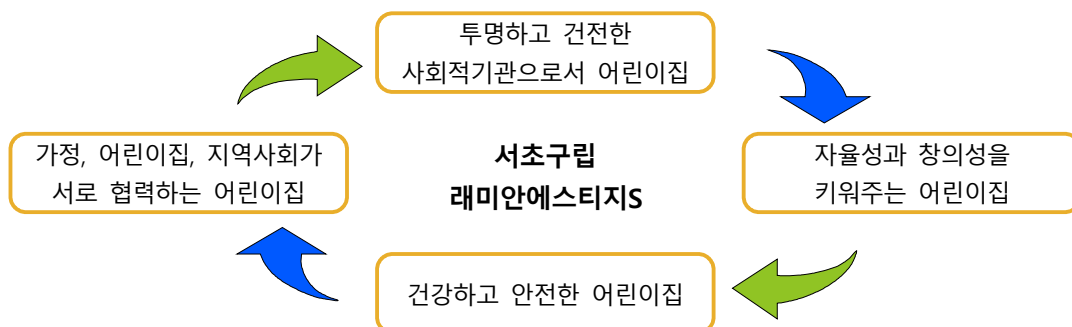 투명하고 건전한
사회적기관으로서 어린이집
가정, 어린이집, 지역사회가
서로 협력하는 어린이집
서초구립
래미안에스티지S
자율성과 창의성을
키워주는 어린이집
건강하고 안전한 어린이집